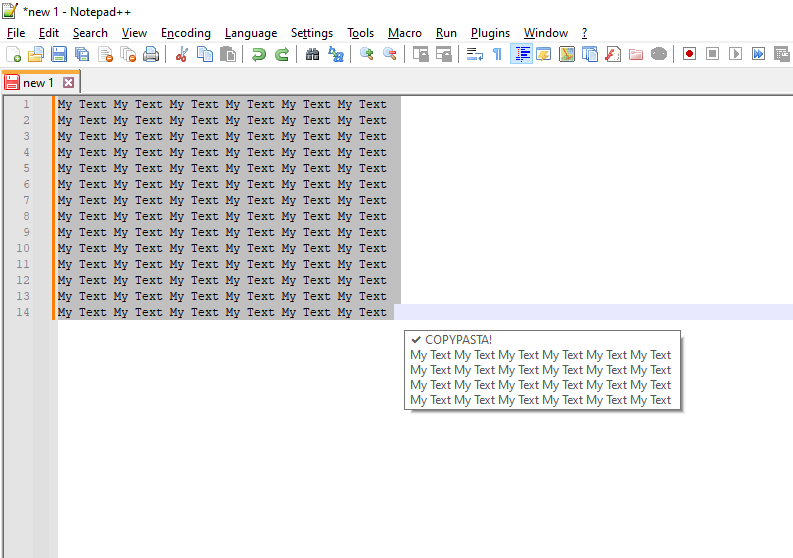 *new 1 - Notepad++
File Edit Search View Encoding Language Settings Tools Macro Run Plugins Window ?
new 1
1 My Text My Text My Text My Text My Text My Text
2 My Text My Text My Text My Text My Text My Text
3 My Text My Text My Text My Text My Text My Text
4 My Text My Text My Text My Text My Text My Text
5 My Text My Text My Text My Text My Text My Text
6 My Text My Text My Text My Text My Text My Text
7 My Text My Text My Text My Text My Text My Text
8 My Text My Text My Text My Text My Text My Text
9 My Text My Text My Text My Text My Text My Text
10 My Text My Text My Text My Text My Text My Text
11 My Text My Text My Text My Text My Text My Text
12 My Text My Text My Text My Text My Text My Text
13 My Text My Text My Text My Text My Text My Text
14 My Text My Text My Text My Text My Text My Text
✓ COPYPASTA!
My Text My Text My Text My Text My Text My Text
My Text My Text My Text My Text My Text My Text
My Text My Text My Text My Text My Text My Text
My Text My Text My Text My Text My Text My Text